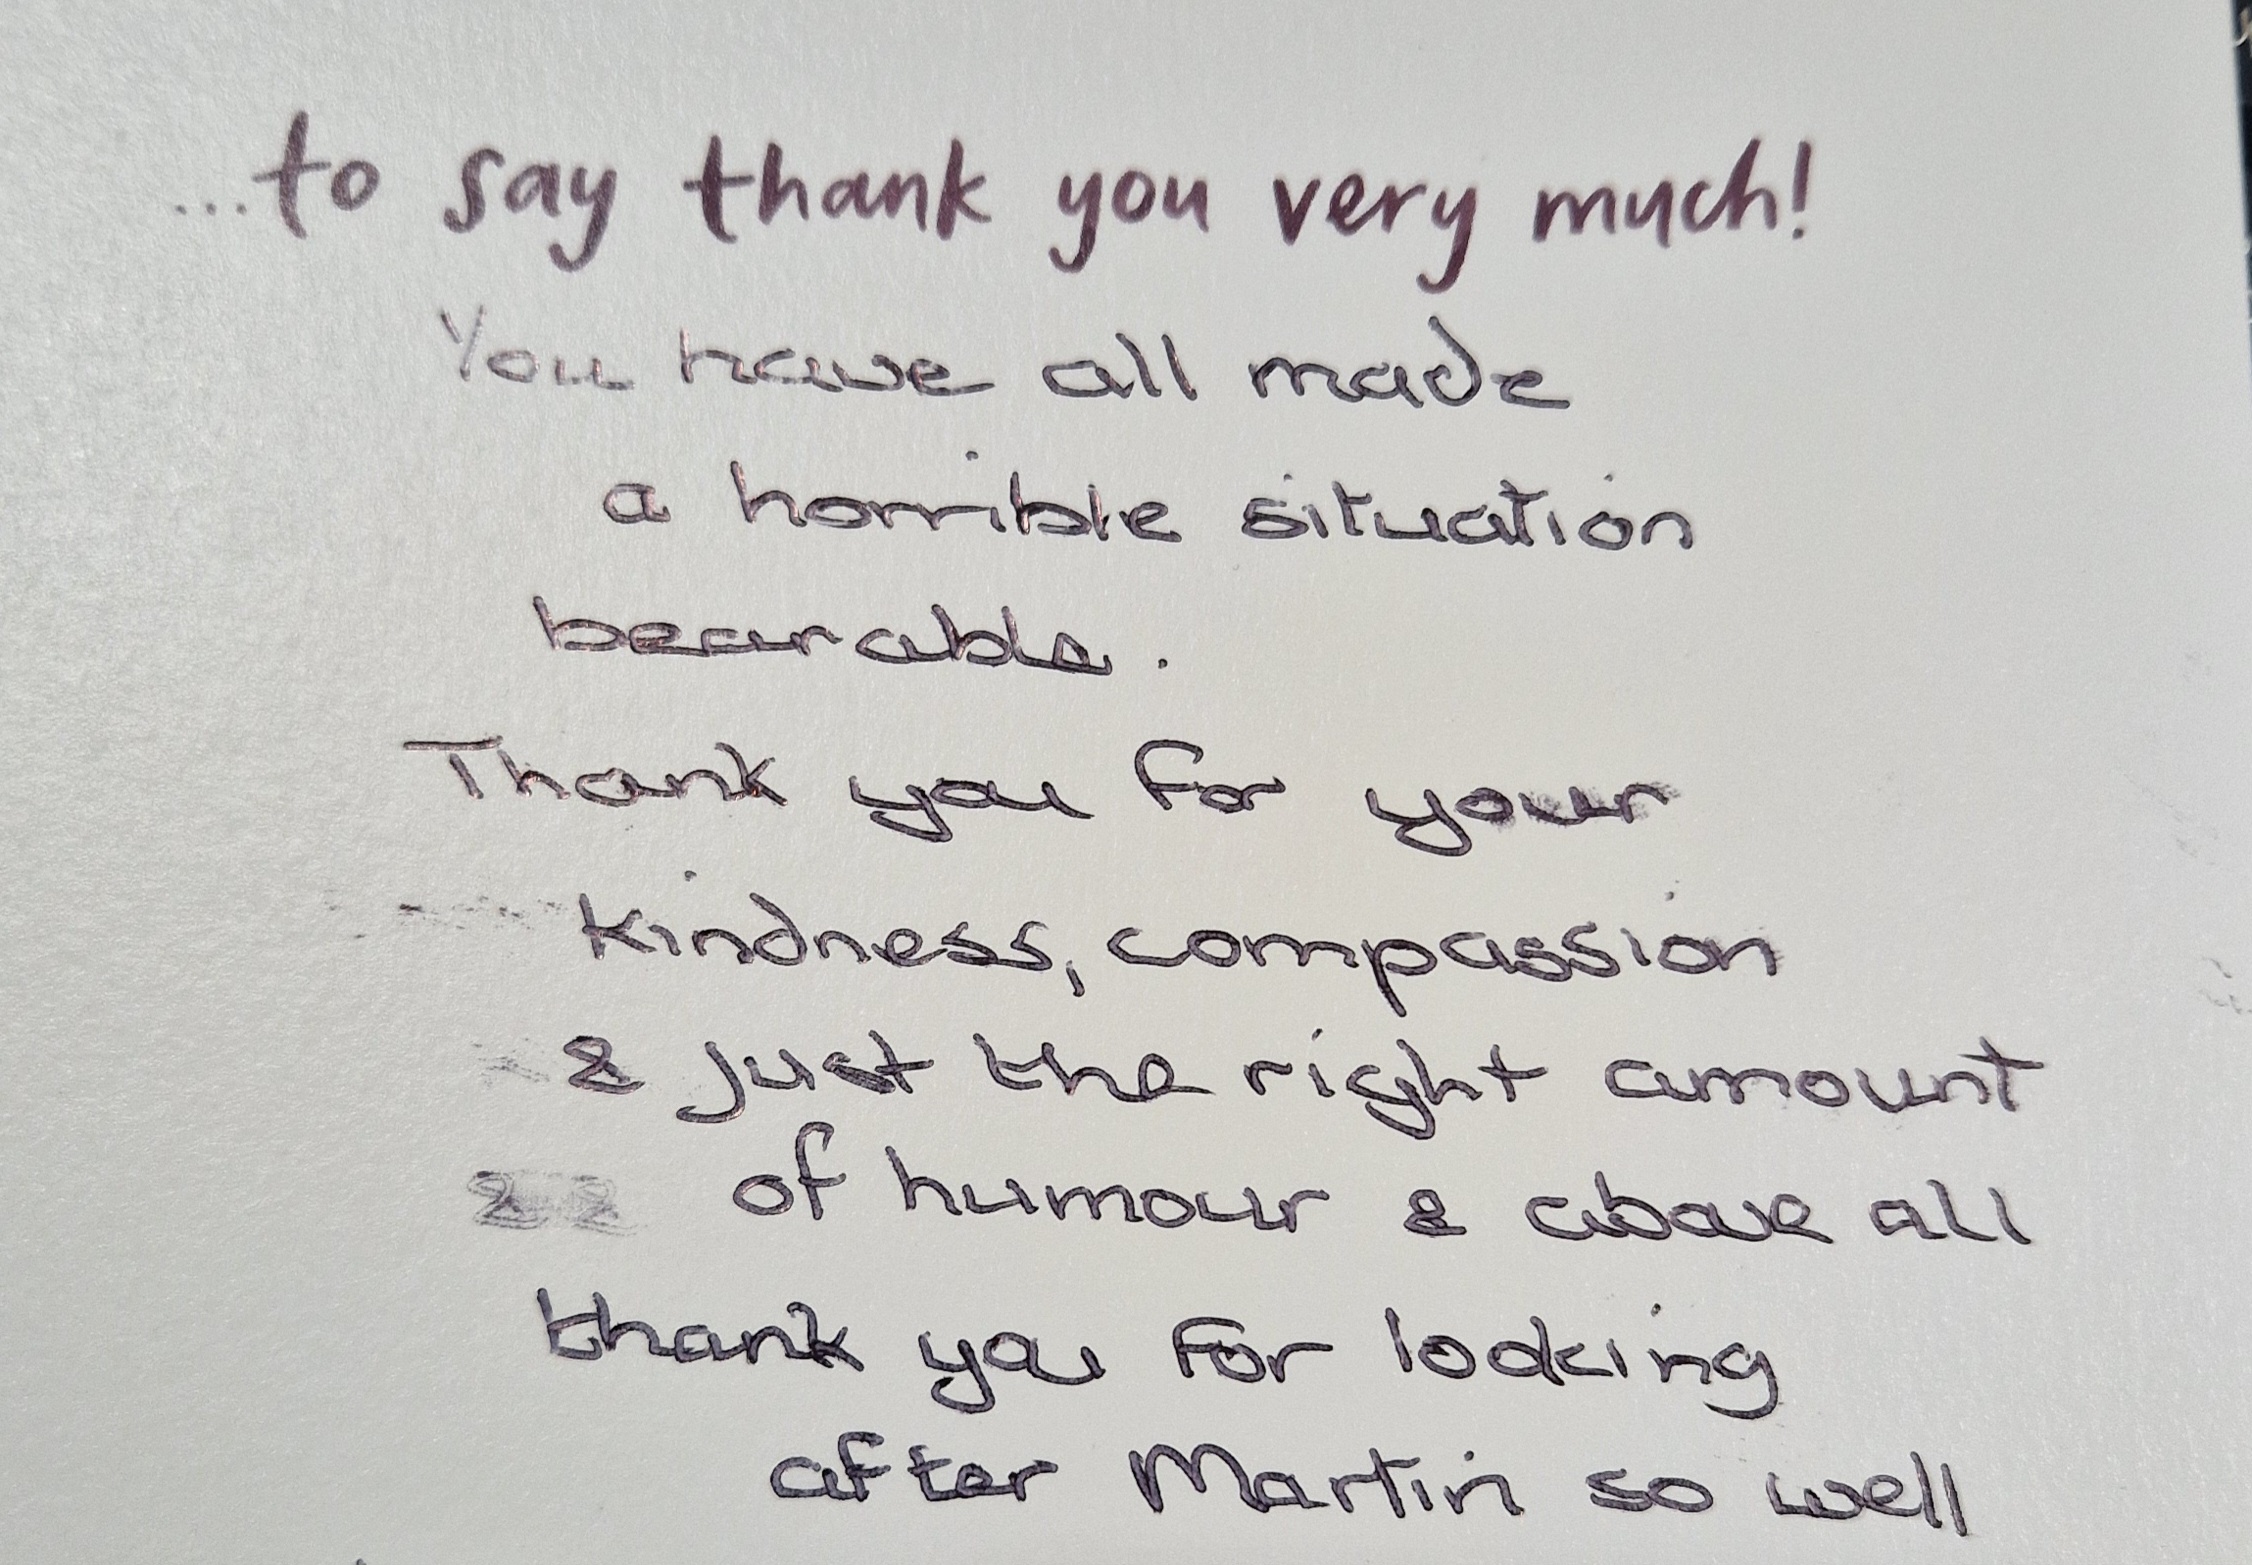 ...to say thank you very much!
You have all made
a horrible situation
bearable.
Thank you for your
kindness, compassion
& just the right amount
of humour & above all
thank you for looking
after Martin so well